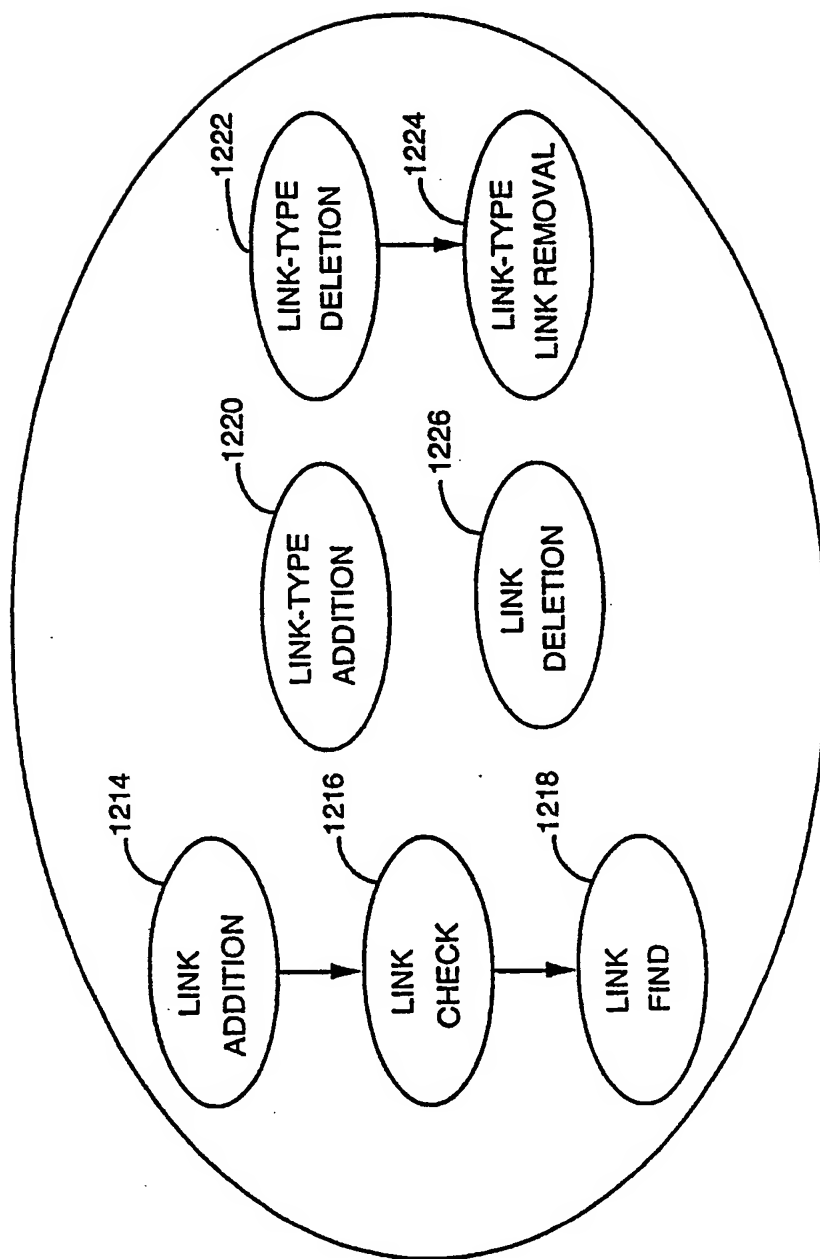 1214
LINK
ADDITION
1216
LINK
CHECK
1218
LINK
FIND
1220
LINK-TYPE
ADDITION
1226
LINK
DELETION
1222
LINK-TYPE
DELETION
1224
LINK-TYPE
LINK REMOVAL